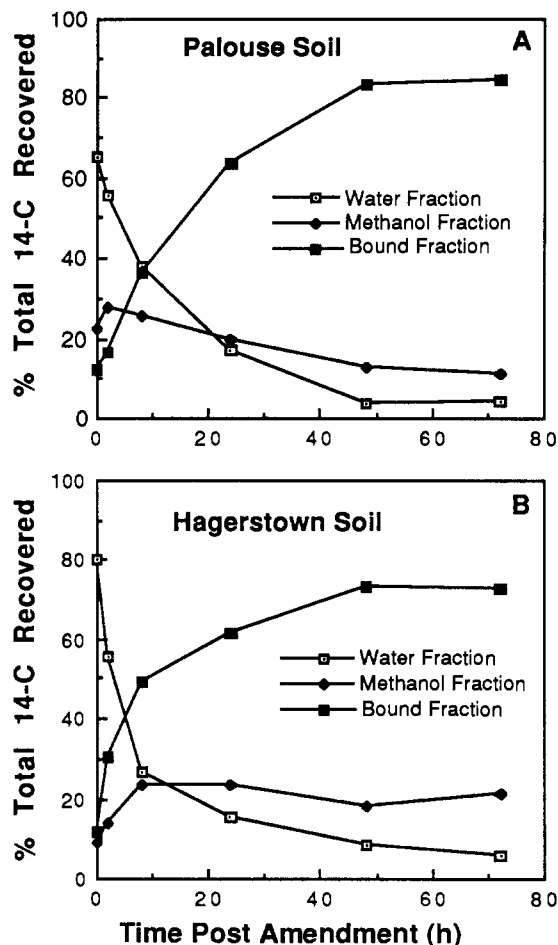 Palouse Soil
A
% Total 14-C Recovered
100
80
60
40
20
0
Water Fraction
Methanol Fraction
Bound Fraction
0 20 40 60 80
Hagerstown Soil
B
% Total 14-C Recovered
100
80
60
40
20
0
Water Fraction
Methanol Fraction
Bound Fraction
0 20 40 60 80
Time Post Amendment (h)